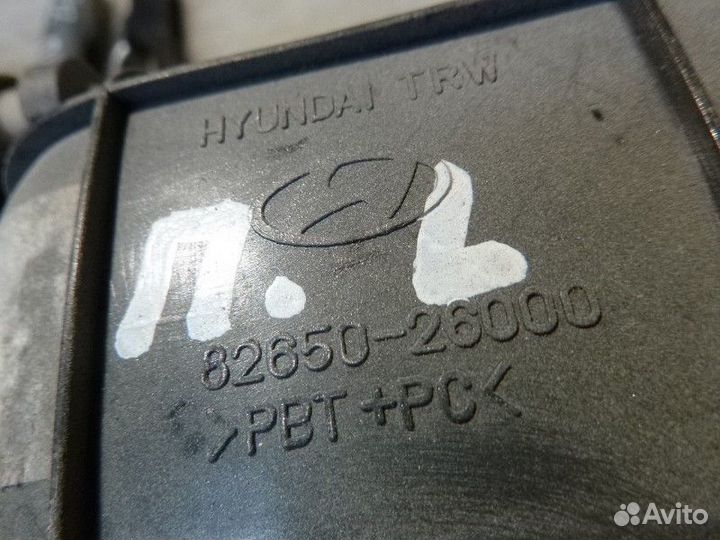 HYUNDAI TRW
П. L
82650-26000
>PBT+PC<
Avito